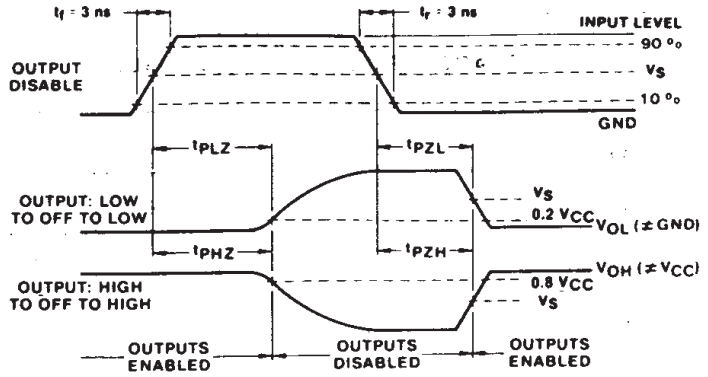 tf = 3 ns
tr = 3 ns
INPUT LEVEL
90 %
OUTPUT
DISABLE
VS
10 %
GND
tPLZ
tPZL
OUTPUT: LOW
TO OFF TO LOW
VS
0.2 VCC
VOL (≠ GND)
tPHZ
tPZH
OUTPUT: HIGH
TO OFF TO HIGH
VOH (≠ VCC)
0.8 VCC
VS
OUTPUTS
ENABLED
OUTPUTS
DISABLED
OUTPUTS
ENABLED